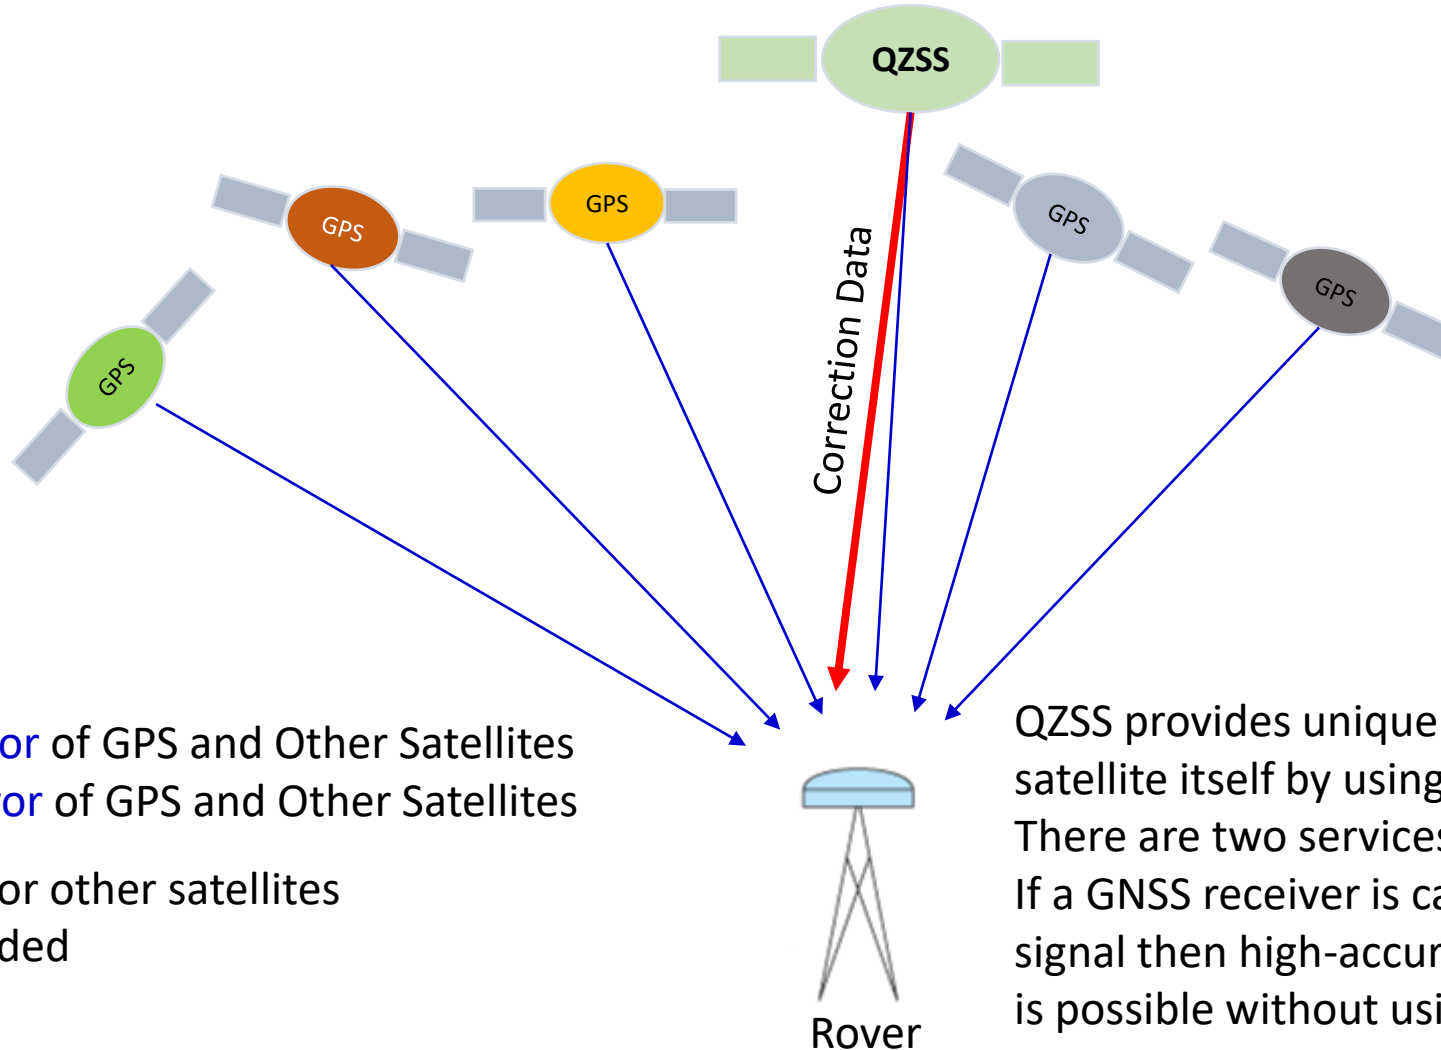 QZSS
GPS
GPS
GPS
GPS
GPS
Correction Data
or of GPS and Other Satellites
or of GPS and Other Satellites
or other satellites
ded
QZSS provides unique
satellite itself by using
There are two services
If a GNSS receiver is ca
signal then high-accur
is possible without usi
Rover